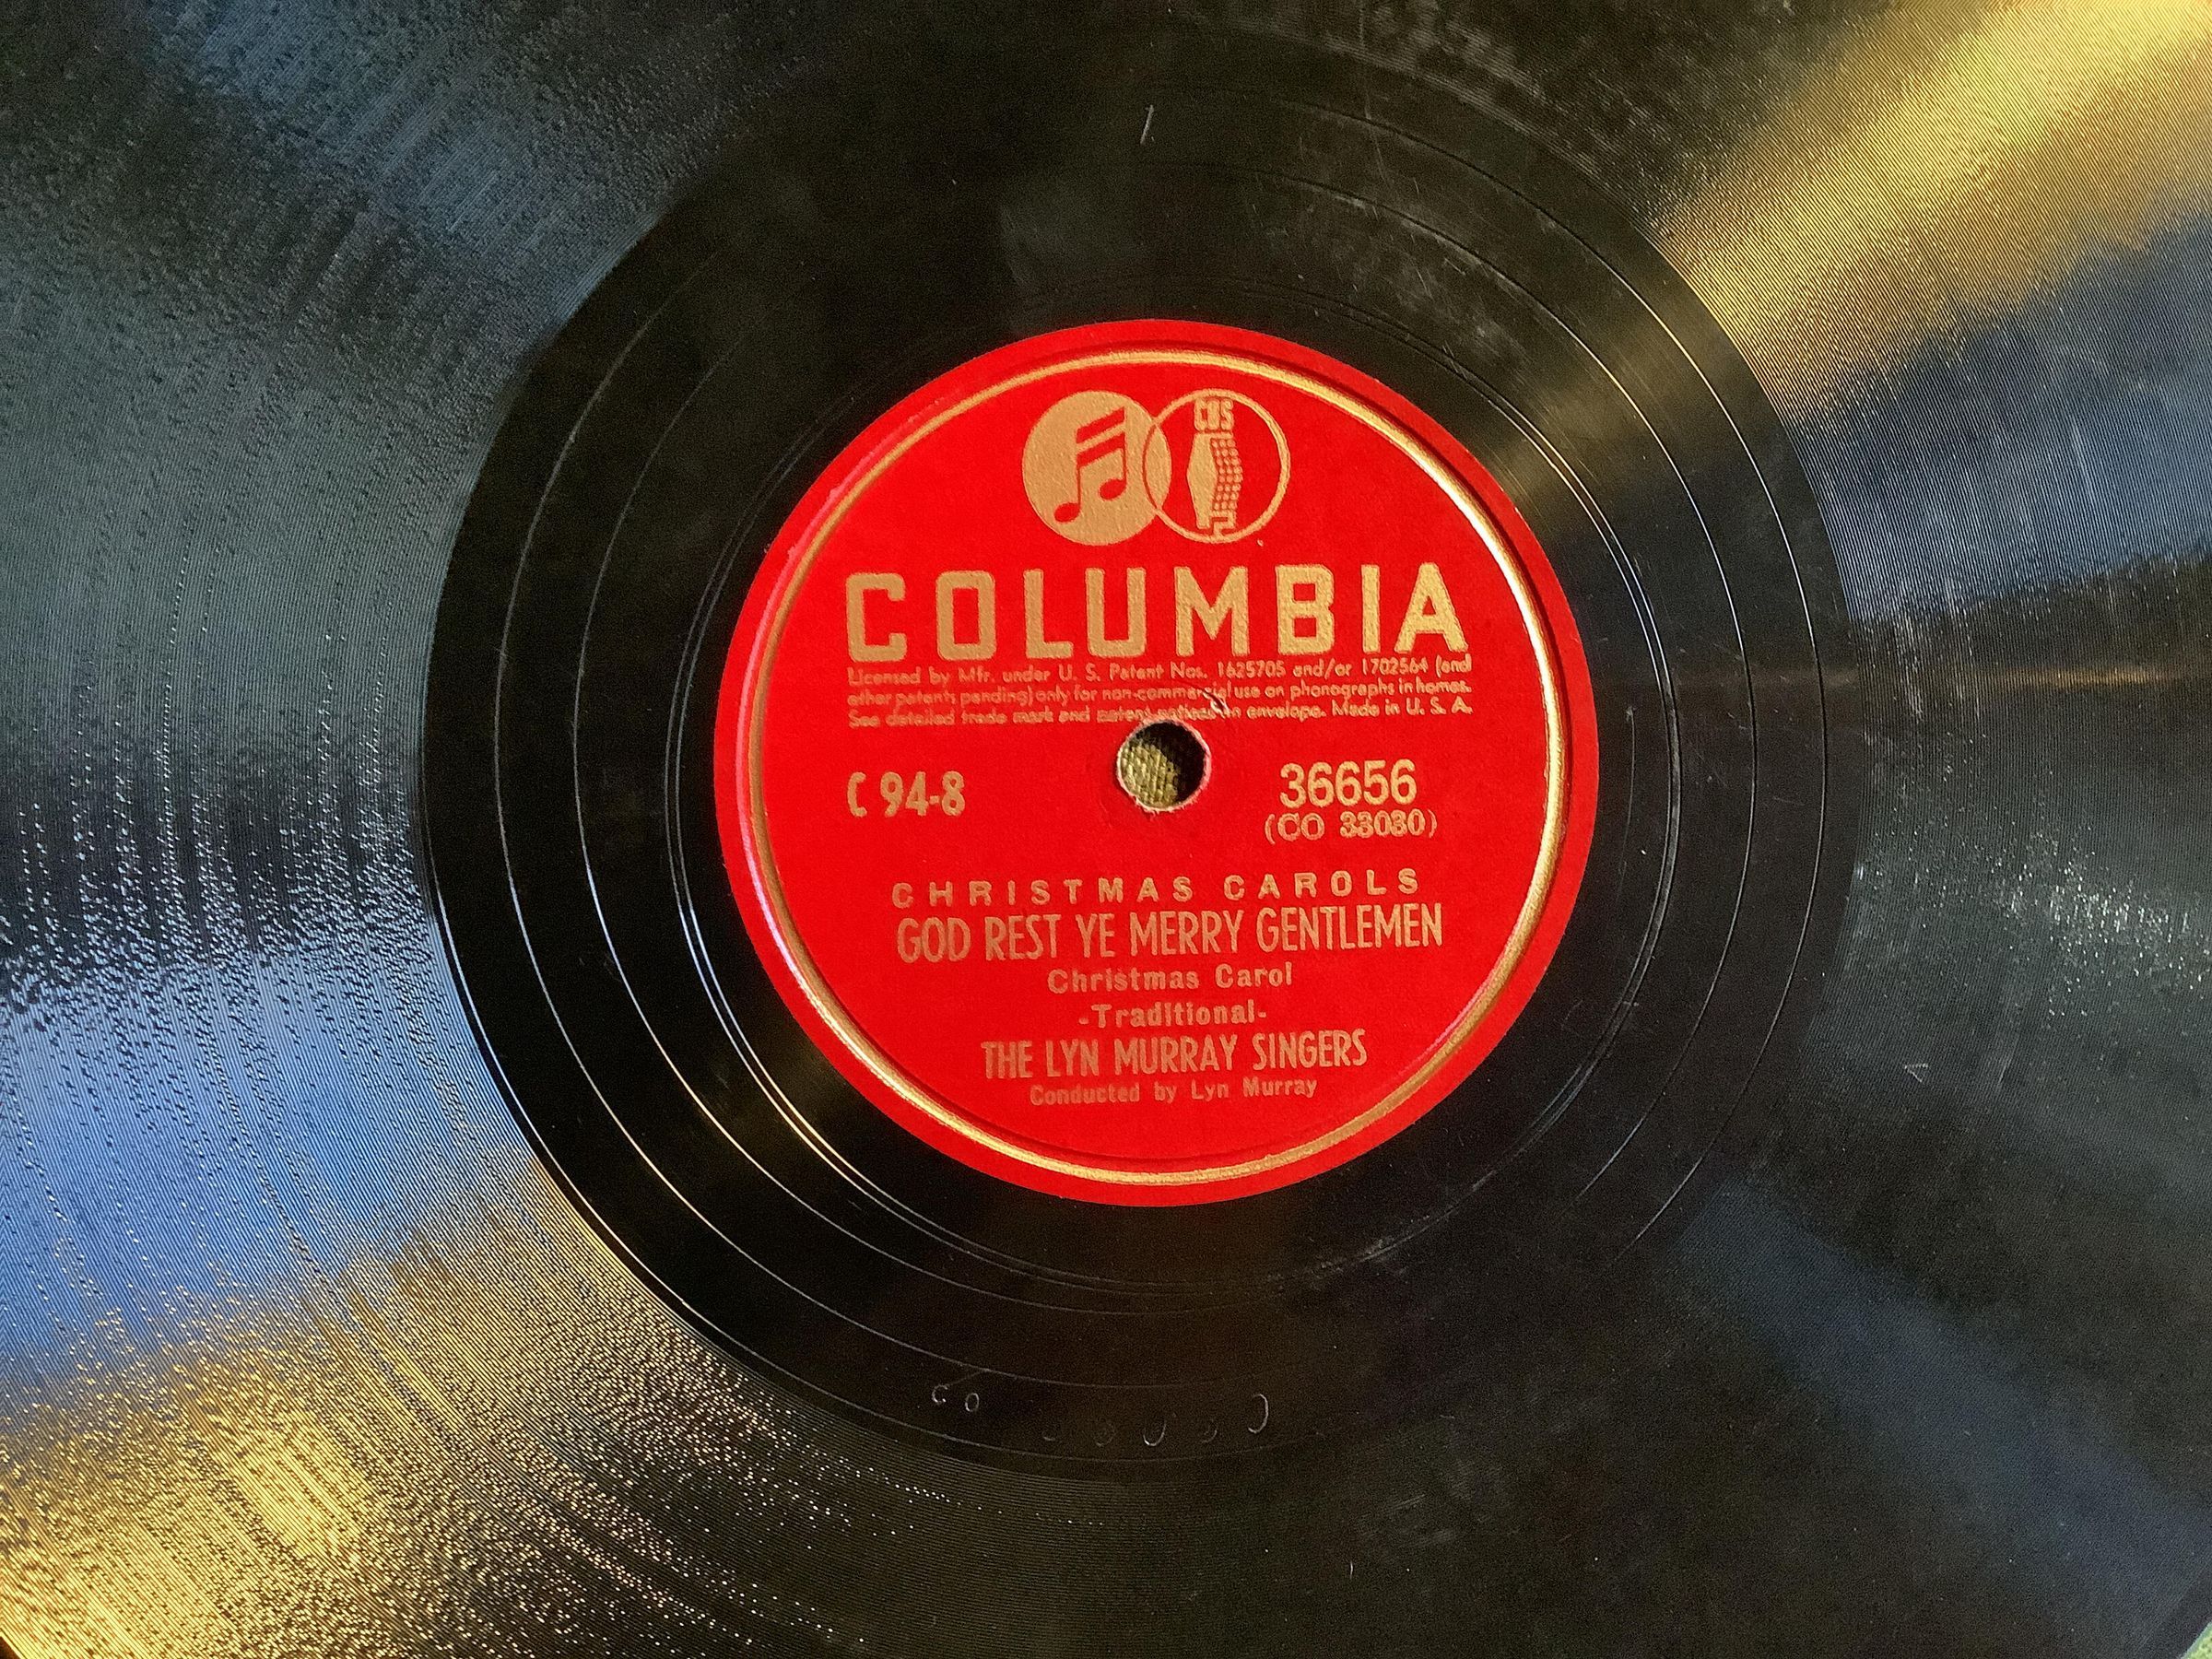 CBS
COLUMBIA
Licensed by Mfr. under U. S. Patent Nos. 1625705 and/or 1702564 (and
other patents pending) only for non-commercial use on phonographs in homes.
See detailed trade mark and patent notices on envelope. Made in U. S. A.
C 94-8
36656
(CO 33080)
CHRISTMAS CAROLS
GOD REST YE MERRY GENTLEMEN
Christmas Carol
-Traditional-
THE LYN MURRAY SINGERS
Conducted by Lyn Murray